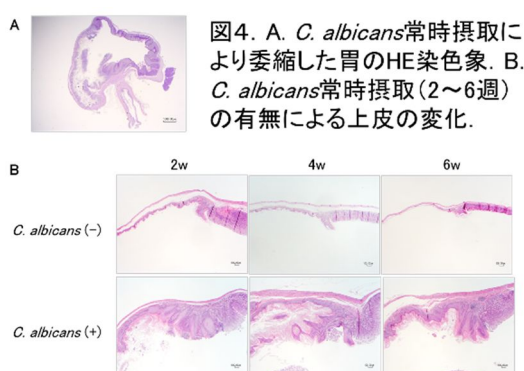 A
図4. A. C. albicans常時摂取に
より委縮した胃のHE染色象. B.
C. albicans常時摂取(2~6週)
の有無による上皮の変化.
B
2w 4w 6w
C. albicans (-)
C. albicans (+)